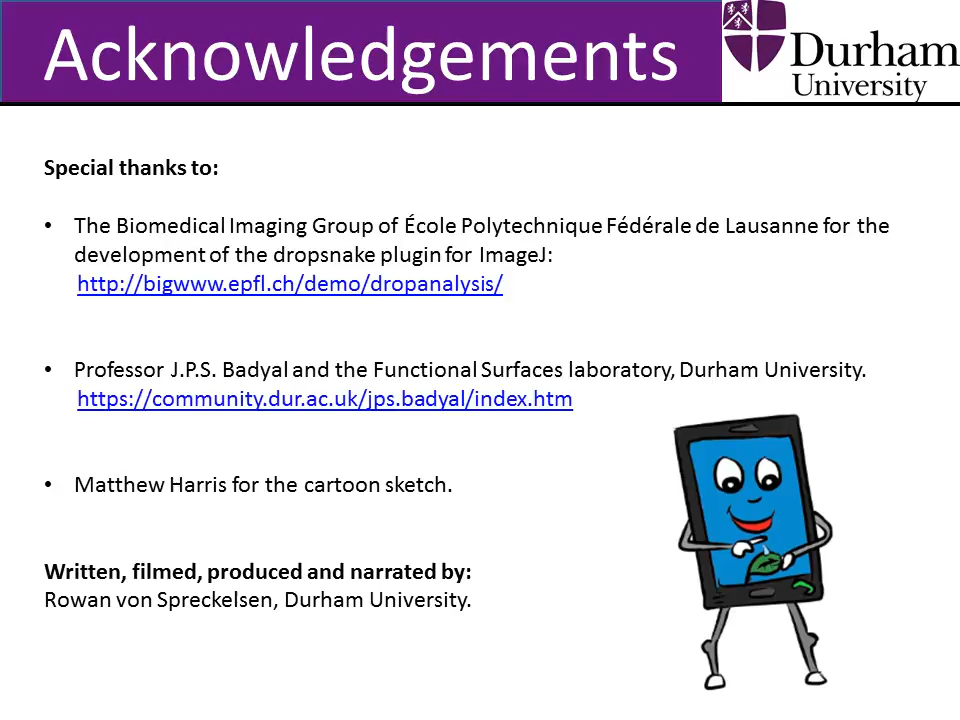 Acknowledgements
Durham
University
Special thanks to:
• The Biomedical Imaging Group of École Polytechnique Fédérale de Lausanne for the
development of the dropsnake plugin for ImageJ:
http://bigwww.epfl.ch/demo/dropanalysis/
• Professor J.P.S. Badyal and the Functional Surfaces laboratory, Durham University.
https://community.dur.ac.uk/jps.badyal/index.htm
• Matthew Harris for the cartoon sketch.
Written, filmed, produced and narrated by:
Rowan von Spreckelsen, Durham University.